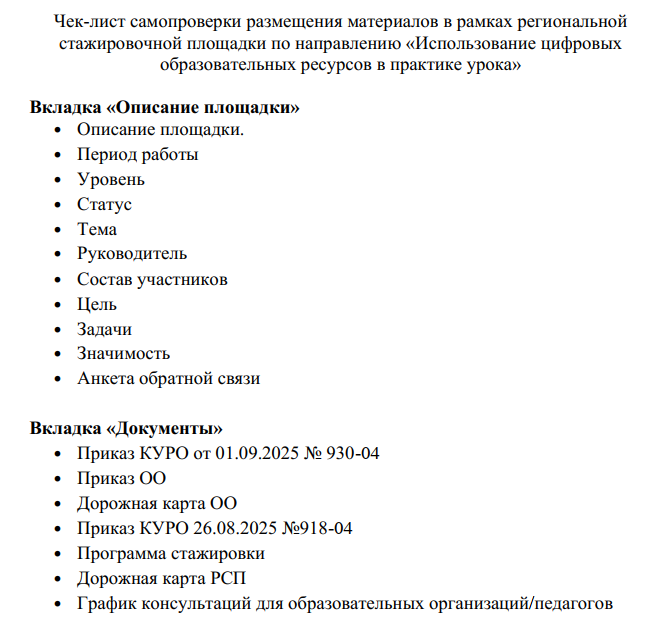 Чек-лист самопроверки размещения материалов в рамках региональной
стажировочной площадки по направлению «Использование цифровых
образовательных ресурсов в практике урока»
Вкладка «Описание площадки»
• Описание площадки.
• Период работы
• Уровень
• Статус
• Тема
• Руководитель
• Состав участников
• Цель
• Задачи
• Значимость
• Анкета обратной связи
Вкладка «Документы»
• Приказ КУРО от 01.09.2025 № 930-04
• Приказ ОО
• Дорожная карта ОО
• Приказ КУРО 26.08.2025 №918-04
• Программа стажировки
• Дорожная карта РСП
• График консультаций для образовательных организаций/педагогов